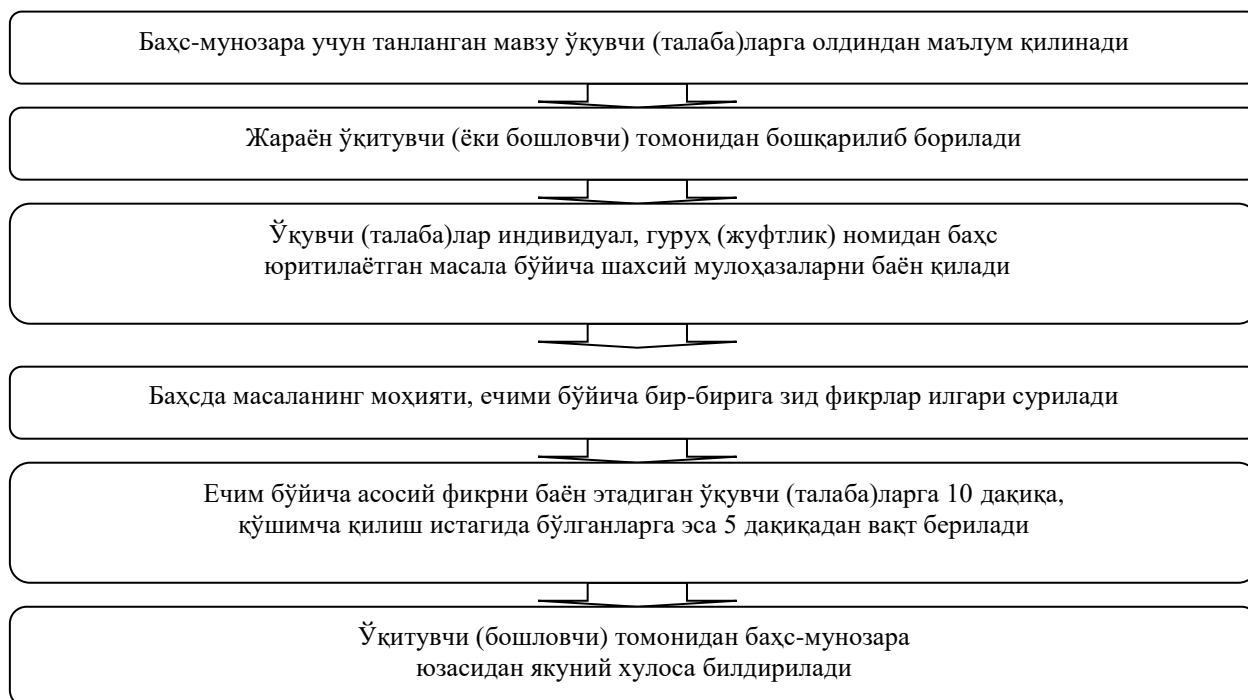 Баҳс-мунозара учун танланган мавзу ўқувчи (талаба)ларга олдиндан маълум қилинади
Жараён ўқитувчи (ёки бошловчи) томонидан бошқарилиб борилади
Ўқувчи (талаба)лар индивидуал, гуруҳ (жуфтлик) номидан баҳс
юритилаётган масала бўйича шахсий мулоҳазаларни баён қилади
Баҳсда масаланинг моҳияти, ечими бўйича бир-бирига зид фикрлар илгари сурилади
Ечим бўйича асосий фикрни баён этадиган ўқувчи (талаба)ларга 10 дақиқа,
қўшимча қилиш истагида бўлганларга эса 5 дақиқадан вақт берилади
Ўқитувчи (бошловчи) томонидан баҳс-мунозара
юзасидан якуний хулоса билдирилади